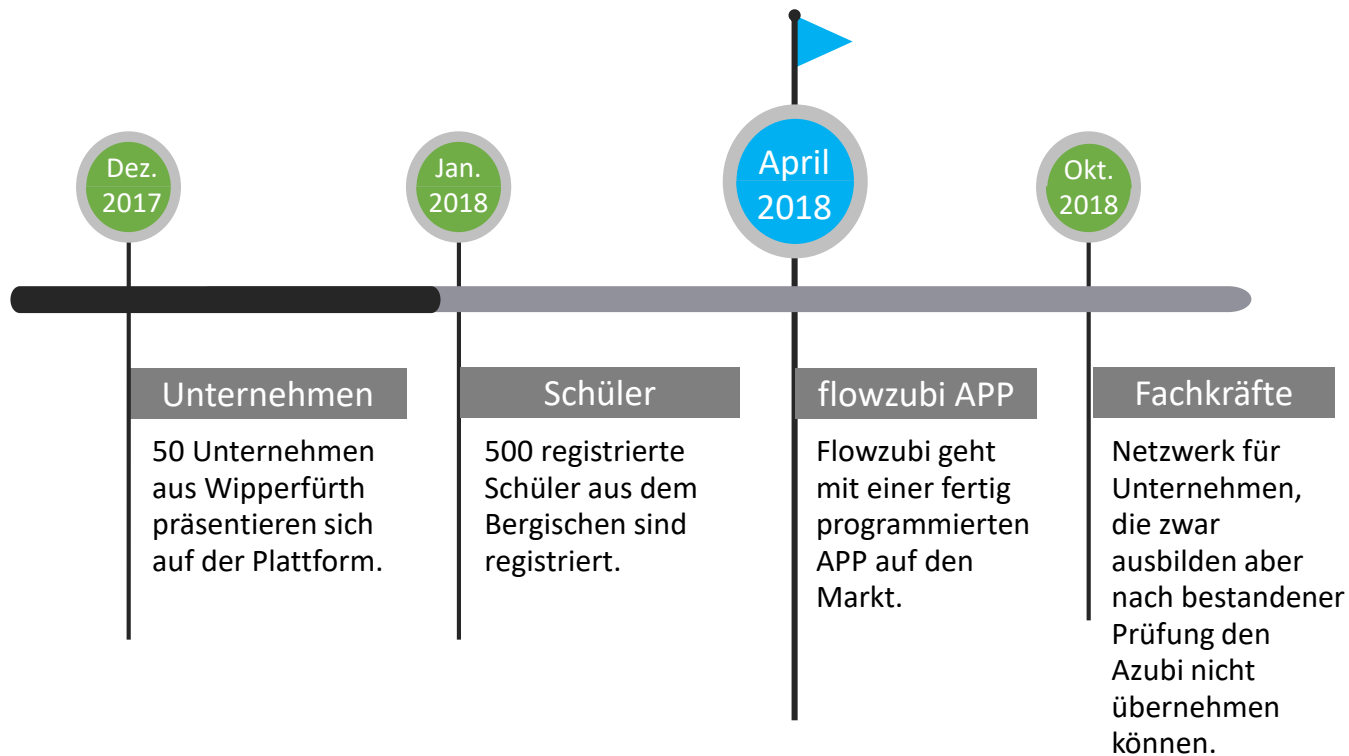 Dez.
2017
Jan.
2018
April
2018
Okt.
2018
Unternehmen
50 Unternehmen
aus Wipperfürth
präsentieren sich
auf der Plattform.
Schüler
500 registrierte
Schüler aus dem
Bergischen sind
registriert.
flowzubi APP
Flowzubi geht
mit einer fertig
programmierten
APP auf den
Markt.
Fachkräfte
Netzwerk für
Unternehmen,
die zwar
ausbilden aber
nach bestandener
Prüfung den
Azubi nicht
übernehmen
können.